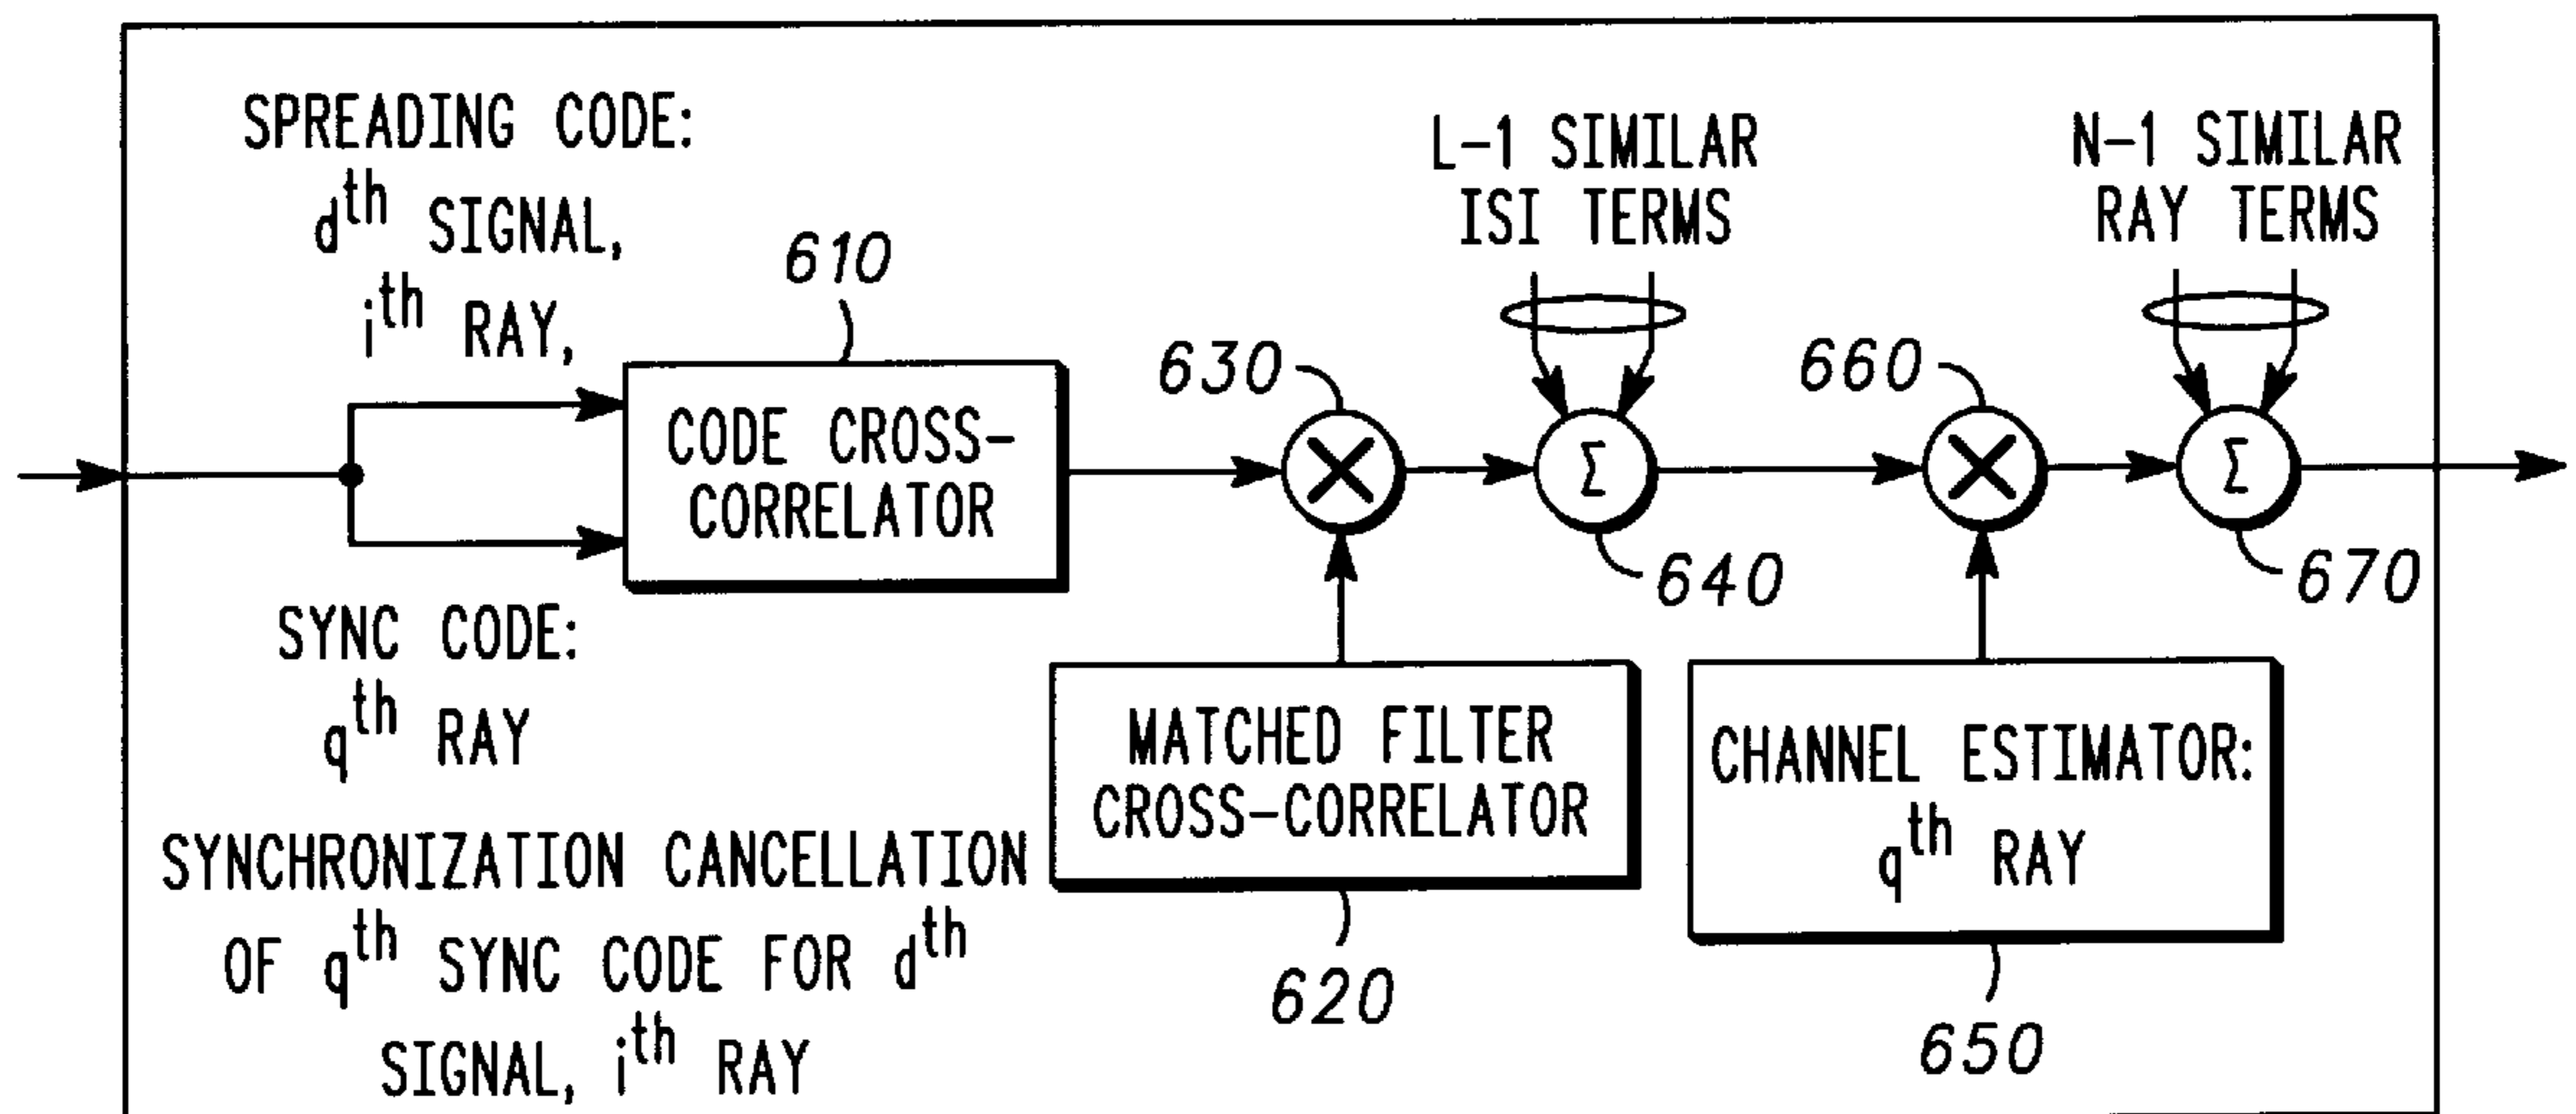 SPREADING CODE:
dth SIGNAL,
ith RAY,
610
CODE CROSS-
CORRELATOR
SYNC CODE:
qth RAY
SYNCHRONIZATION CANCELLATION
OF qth SYNC CODE FOR dth
SIGNAL, ith RAY
630
MATCHED FILTER
CROSS-CORRELATOR
620
L-1 SIMILAR
ISI TERMS
Σ
640
660
CHANNEL ESTIMATOR:
qth RAY
650
N-1 SIMILAR
RAY TERMS
Σ
670